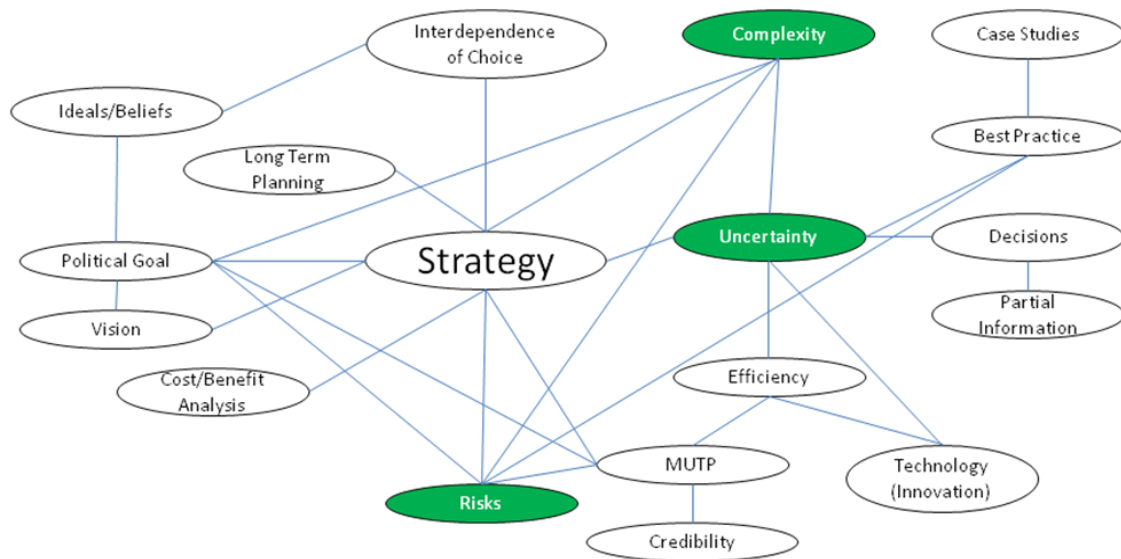 Interdependence
of Choice
Complexity
Case Studies
Ideals/Beliefs
Best Practice
Long Term
Planning
Political Goal
Strategy
Uncertainty
Decisions
Vision
Partial
Information
Cost/Benefit
Analysis
Efficiency
MUTP
Technology
(Innovation)
Risks
Credibility